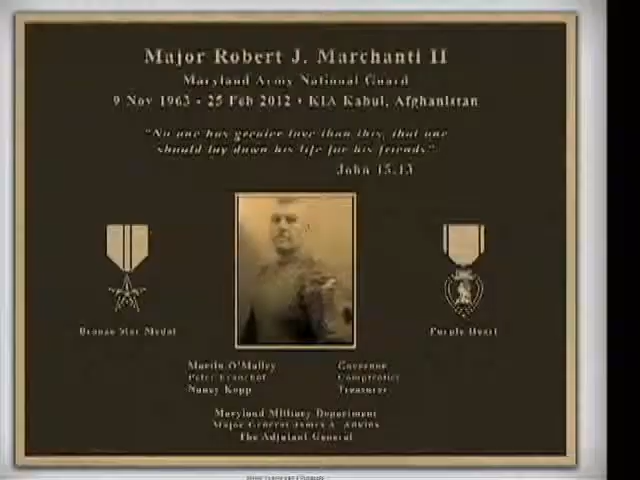 Major Robert J. Marchanti II
Maryland Army National Guard
9 Nov 1963 - 25 Feb 2012 • KIA Kabul, Afghanistan
"No one has greater love than this, that one
should lay down his life for his friends"
John 15:13
Bronze Star Medal
Purple Heart
Martin O'Malley Governor
Peter Franchot Comptroller
Nancy Kopp Treasurer
Maryland Military Department
Major General James A. Adkins
The Adjutant General